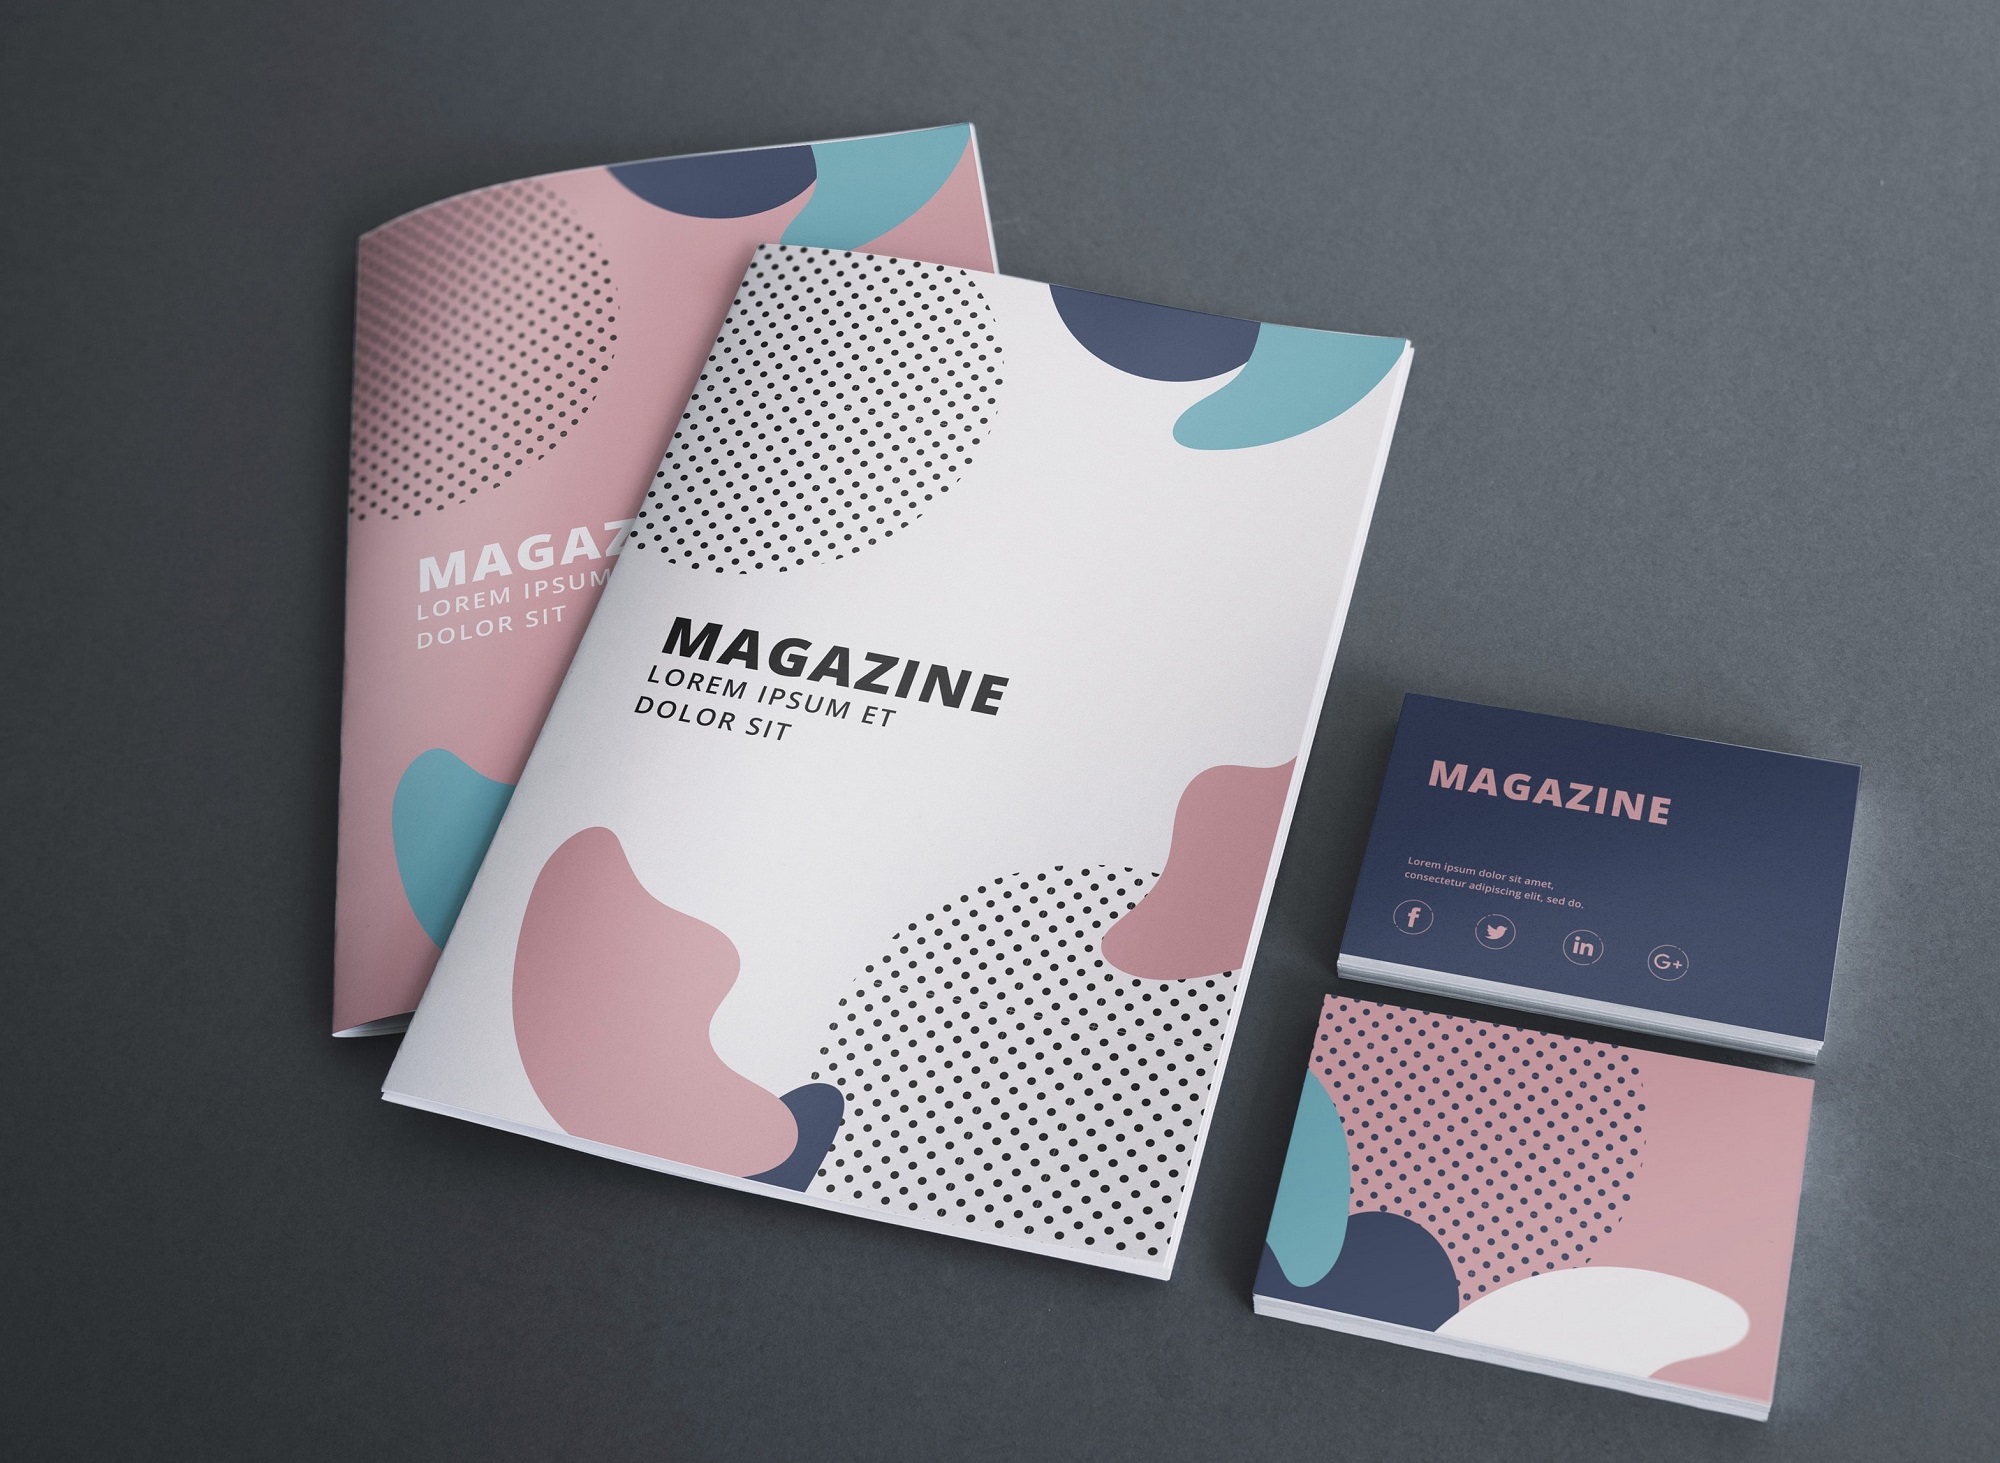 MAGAZ
LOREM IPSUM
DOLOR SIT
MAGAZINE
LOREM IPSUM ET
DOLOR SIT
MAGAZINE
Lorem ipsum dolor sit amet,
consectetur adipiscing elit, sed do.
f
in
G+